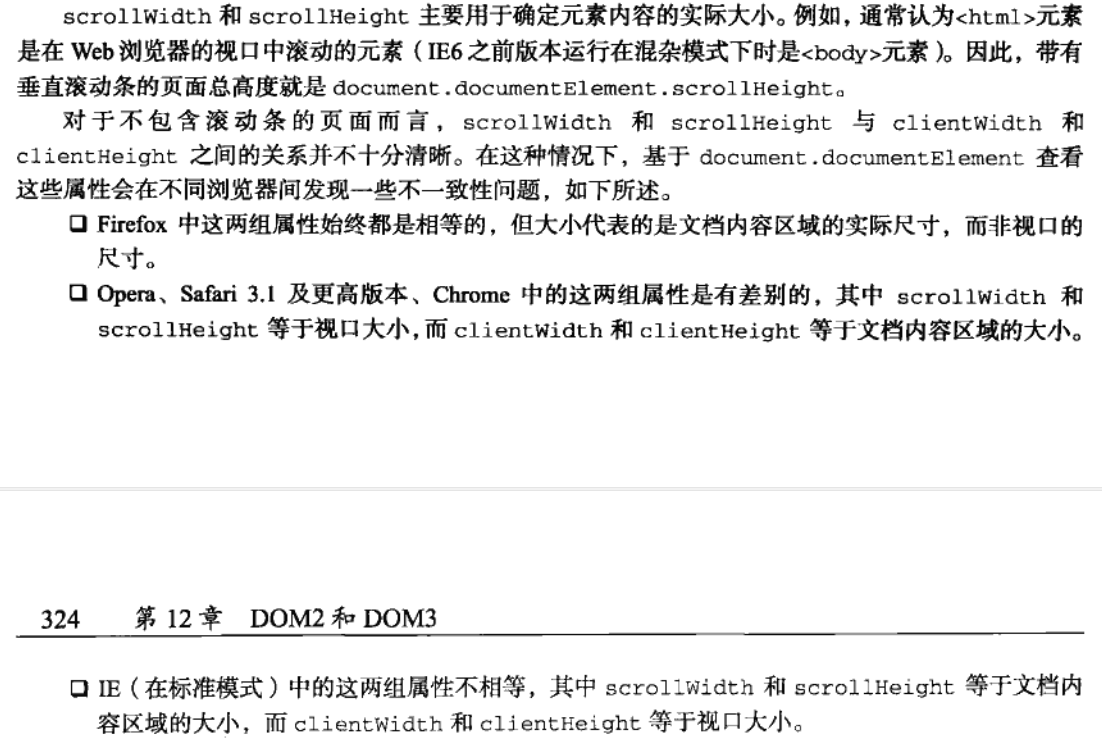 scrollWidth 和 scrollHeight 主要用于确定元素内容的实际大小。例如，通常认为<html>元素
是在 Web 浏览器的视口中滚动的元素（IE6 之前版本运行在混杂模式下时是<body>元素）。因此，带有
垂直滚动条的页面总高度就是 document.documentElement.scrollHeight。
对于不包含滚动条的页面而言，scrollWidth 和 scrollHeight 与 clientWidth 和
clientHeight 之间的关系并不十分清晰。在这种情况下，基于 document.documentElement 查看
这些属性会在不同浏览器间发现一些不一致性问题，如下所述。
❑ Firefox 中这两组属性始终都是相等的，但大小代表的是文档内容区域的实际尺寸，而非视口的
尺寸。
❑ Opera、Safari 3.1 及更高版本、Chrome 中的这两组属性是有差别的，其中 scrollWidth 和
scrollHeight 等于视口大小，而 clientWidth 和 clientHeight 等于文档内容区域的大小。
324 第 12 章 DOM2 和 DOM3
❑ IE（在标准模式）中的这两组属性不相等，其中 scrollWidth 和 scrollHeight 等于文档内
容区域的大小，而 clientWidth 和 clientHeight 等于视口大小。